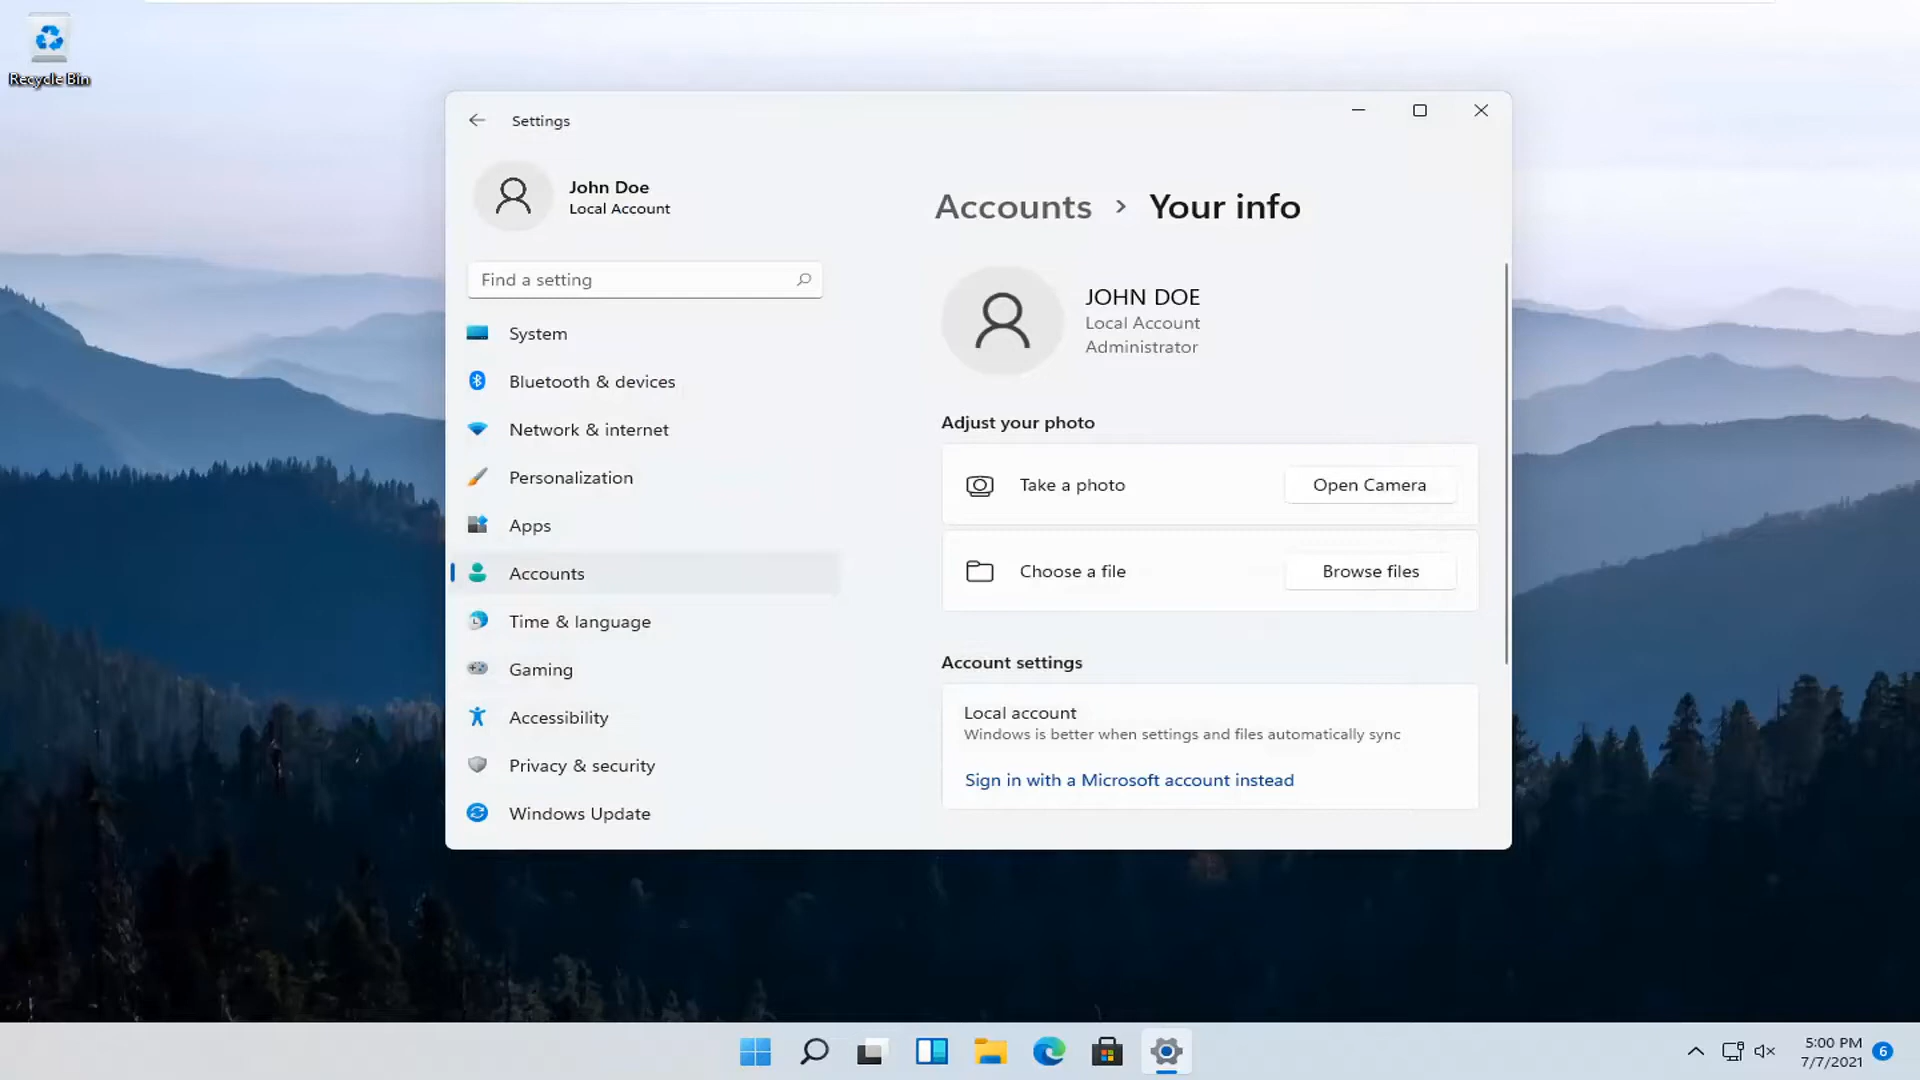 Recycle Bin
Settings
John Doe
Local Account
Find a setting
System
Bluetooth & devices
Network & internet
Personalization
Apps
Accounts
Time & language
Gaming
Accessibility
Privacy & security
Windows Update
Accounts > Your info
JOHN DOE
Local Account
Administrator
Adjust your photo
Take a photo
Open Camera
Choose a file
Browse files
Account settings
Local account
Windows is better when settings and files automatically sync
Sign in with a Microsoft account instead
5:00 PM
7/7/2021
6